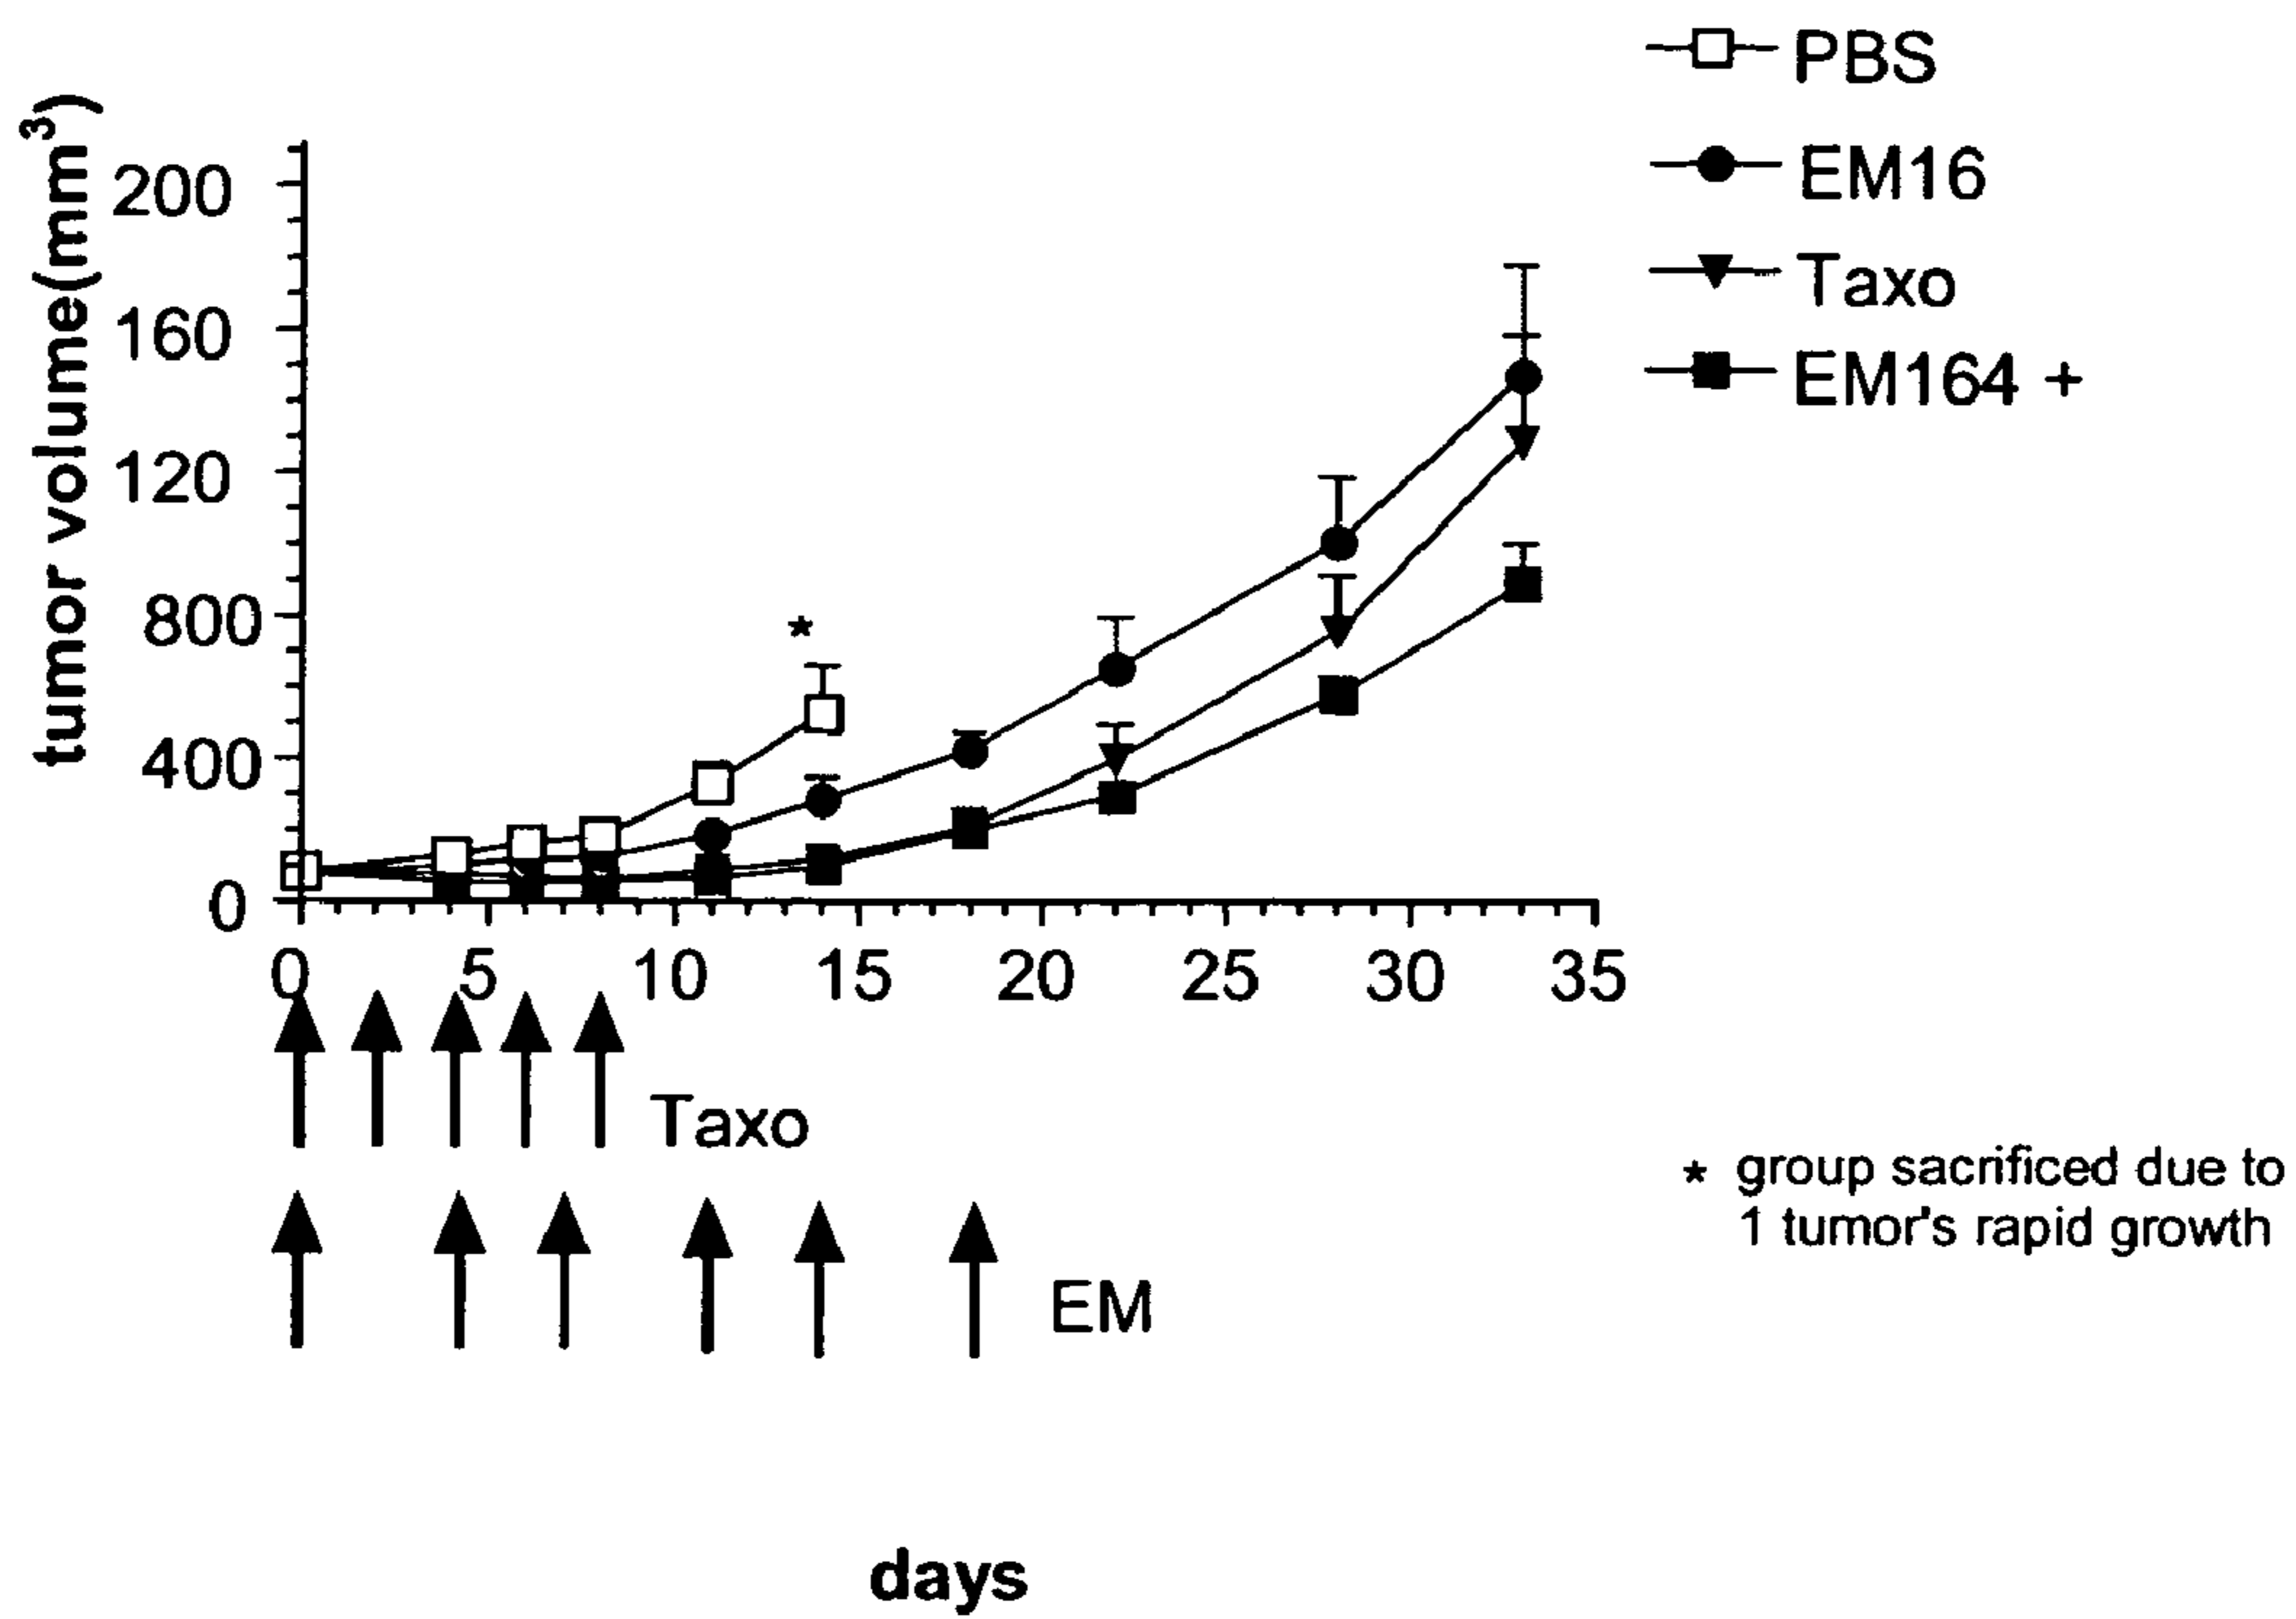 PBS
EM16
Taxo
EM164 +
tumor volume(mm³)
200
160
120
800
400
0
0 5 10 15 20 25 30 35
*
Taxo
EM
* group sacrificed due to
1 tumor's rapid growth
days